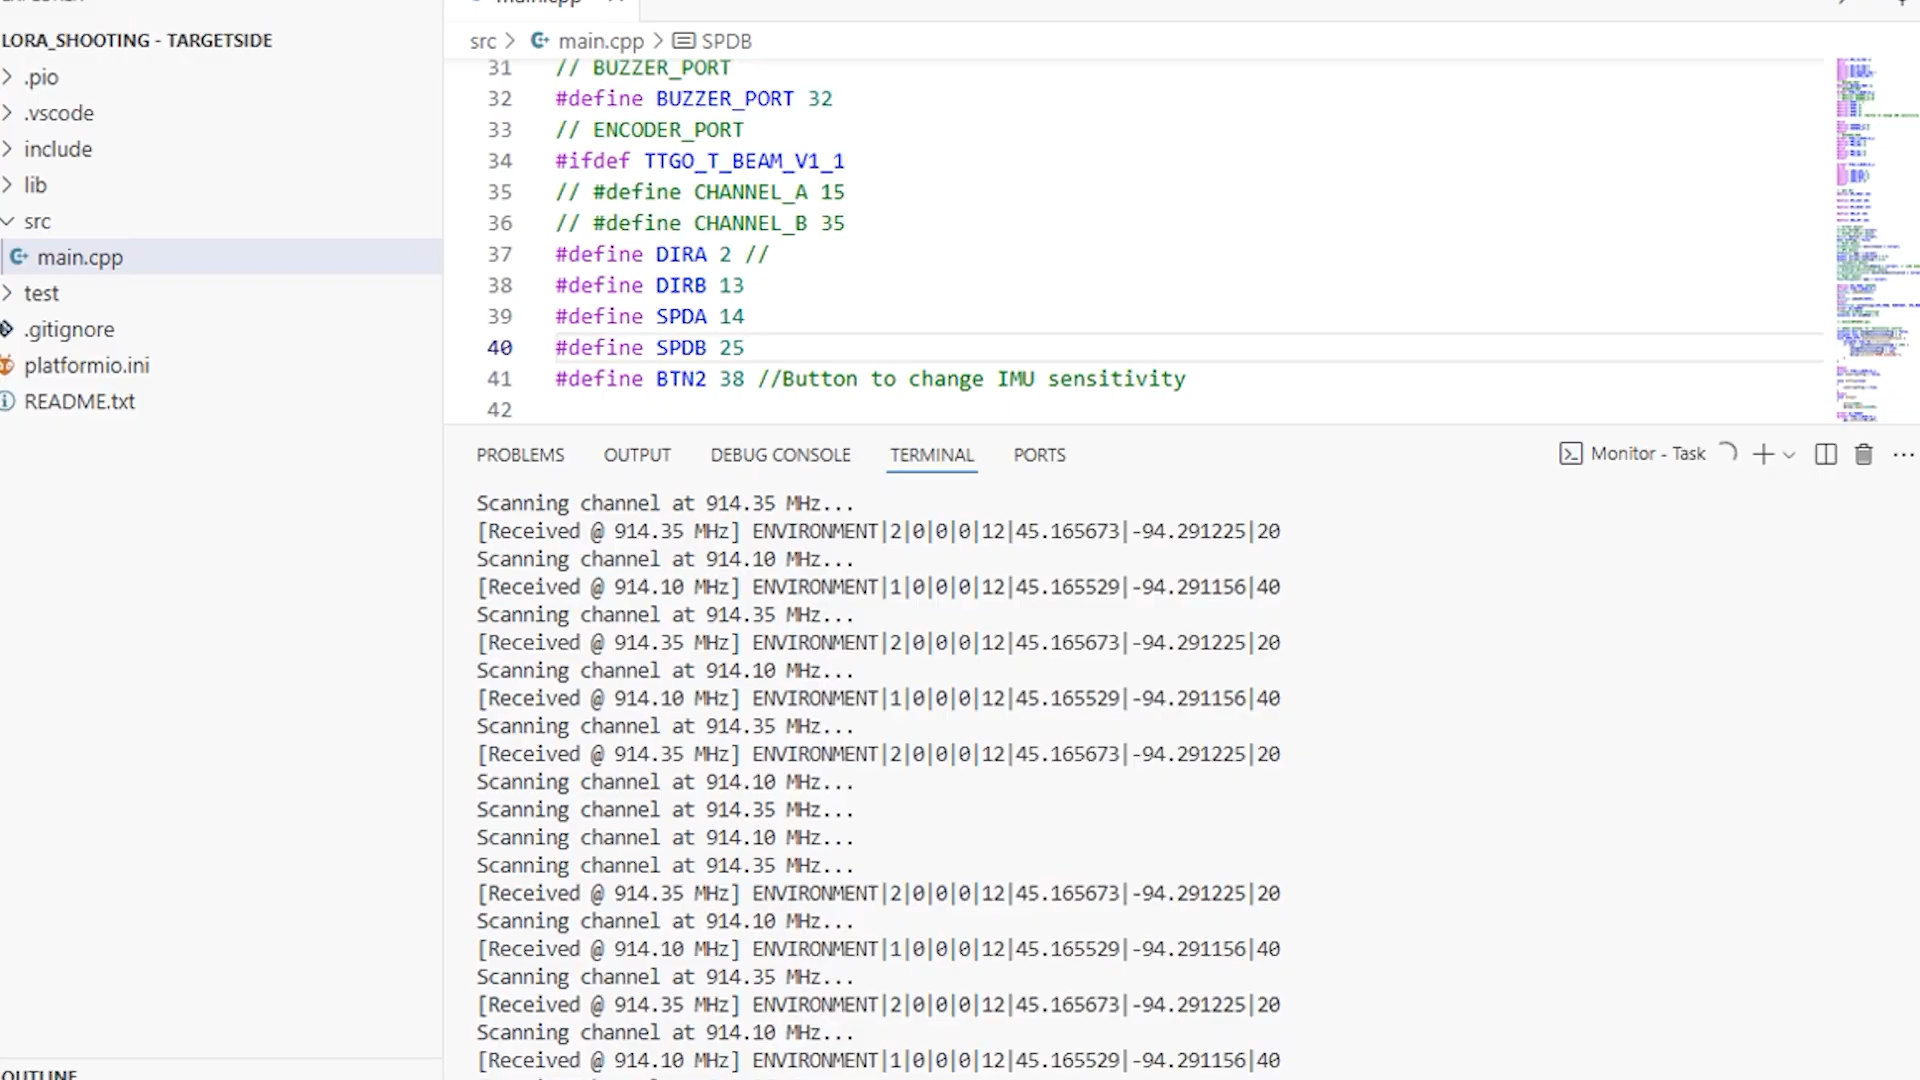 EXPLORER
LORA_SHOOTING - TARGETSIDE
.pio
.vscode
include
lib
src
main.cpp
test
.gitignore
platformio.ini
README.txt
OUTLINE
main.cpp
src > main.cpp > SPDB
31 // BUZZER_PORT
32 #define BUZZER_PORT 32
33 // ENCODER_PORT
34 #ifdef TTGO_T_BEAM_V1_1
35 // #define CHANNEL_A 15
36 // #define CHANNEL_B 35
37 #define DIRA 2 //
38 #define DIRB 13
39 #define SPDA 14
40 #define SPDB 25
41 #define BTN2 38 //Button to change IMU sensitivity
42
PROBLEMS OUTPUT DEBUG CONSOLE TERMINAL PORTS Monitor - Task
Scanning channel at 914.35 MHz...
[Received @ 914.35 MHz] ENVIRONMENT|2|0|0|0|12|45.165673|-94.291225|20
Scanning channel at 914.10 MHz...
[Received @ 914.10 MHz] ENVIRONMENT|1|0|0|0|12|45.165529|-94.291156|40
Scanning channel at 914.35 MHz...
[Received @ 914.35 MHz] ENVIRONMENT|2|0|0|0|12|45.165673|-94.291225|20
Scanning channel at 914.10 MHz...
[Received @ 914.10 MHz] ENVIRONMENT|1|0|0|0|12|45.165529|-94.291156|40
Scanning channel at 914.35 MHz...
[Received @ 914.35 MHz] ENVIRONMENT|2|0|0|0|12|45.165673|-94.291225|20
Scanning channel at 914.10 MHz...
Scanning channel at 914.35 MHz...
Scanning channel at 914.10 MHz...
Scanning channel at 914.35 MHz...
[Received @ 914.35 MHz] ENVIRONMENT|2|0|0|0|12|45.165673|-94.291225|20
Scanning channel at 914.10 MHz...
[Received @ 914.10 MHz] ENVIRONMENT|1|0|0|0|12|45.165529|-94.291156|40
Scanning channel at 914.35 MHz...
[Received @ 914.35 MHz] ENVIRONMENT|2|0|0|0|12|45.165673|-94.291225|20
Scanning channel at 914.10 MHz...
[Received @ 914.10 MHz] ENVIRONMENT|1|0|0|0|12|45.165529|-94.291156|40